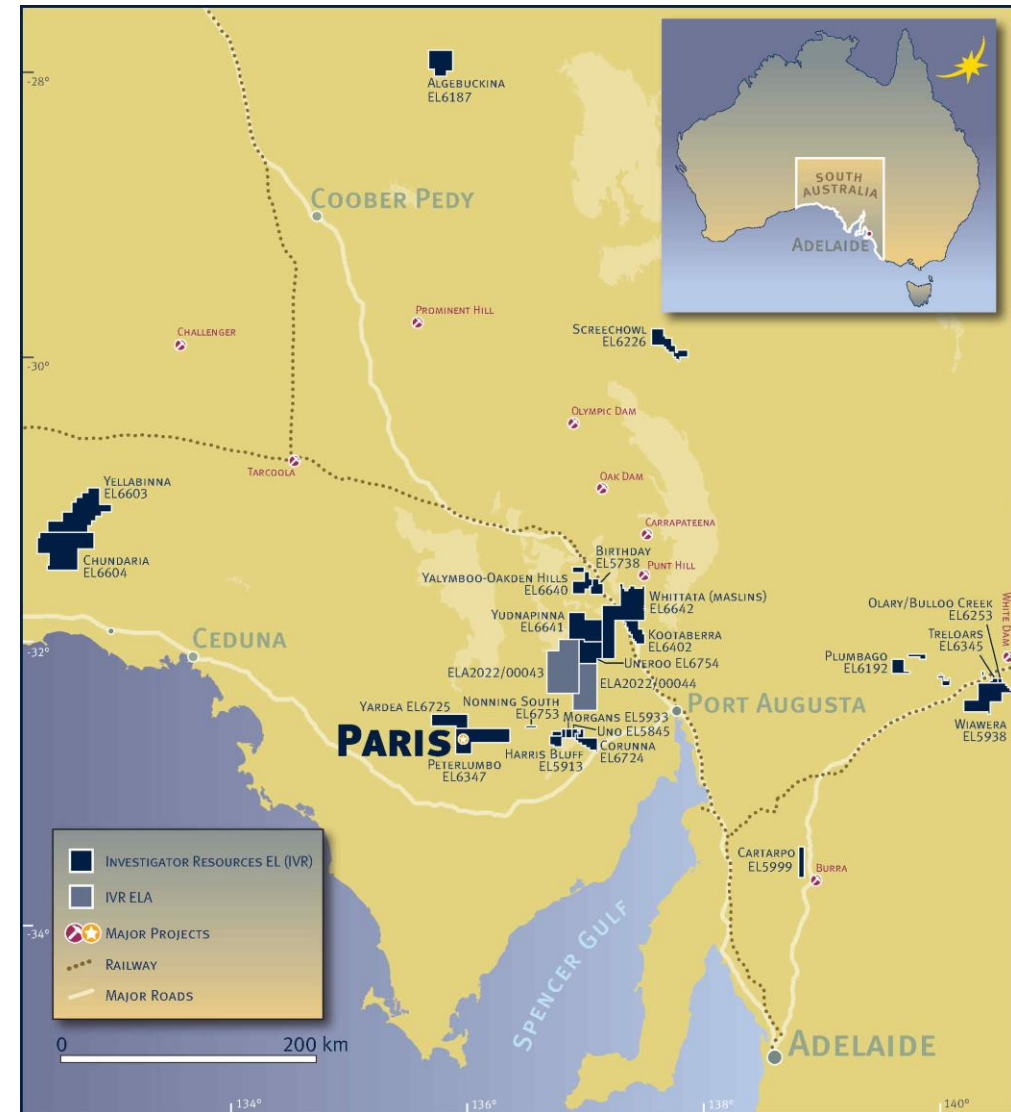 -28°
ALGEBUCKINA
EL6187
SOUTH
AUSTRALIA
ADELAIDE
COOBER PEDY
PROMINENT HILL
CHALLENGER
SCREECHOWL
EL6226
-30°
OLYMPIC DAM
TARCOOLA
OAK DAM
YELLABINNA
EL6603
CARRAPATEENA
CHUNDARIA
EL6604
BIRTHDAY
EL5738
PUNT HILL
YALYMBOO-OAKDEN HILLS
EL6640
WHITTATA (MASLINS)
EL6642
OLARY/BULLOO CREEK
EL6253
WHITE DAM
YUDNAPINNA
EL6641
KOOTABERRA
EL6402
TRELOARS
EL6345
-32°
CEDUNA
PLUMBAGO
EL6192
UNEROO EL6754
ELA2022/00043
ELA2022/00044
NONNING SOUTH
EL6753
PORT AUGUSTA
WIAWERA
EL5938
YARDEA EL6725
MORGANS EL5933
UNO EL5845
PARIS
PETERLUMBO
EL6347
HARRIS BLUFF
EL5913
CORUNNA
EL6724
CARTARPO
EL5999
BURRA
INVESTIGATOR RESOURCES EL (IVR)
IVR ELA
MAJOR PROJECTS
RAILWAY
MAJOR ROADS
-34°
SPENCER GULF
0
200 km
ADELAIDE
134°
136°
138°
140°